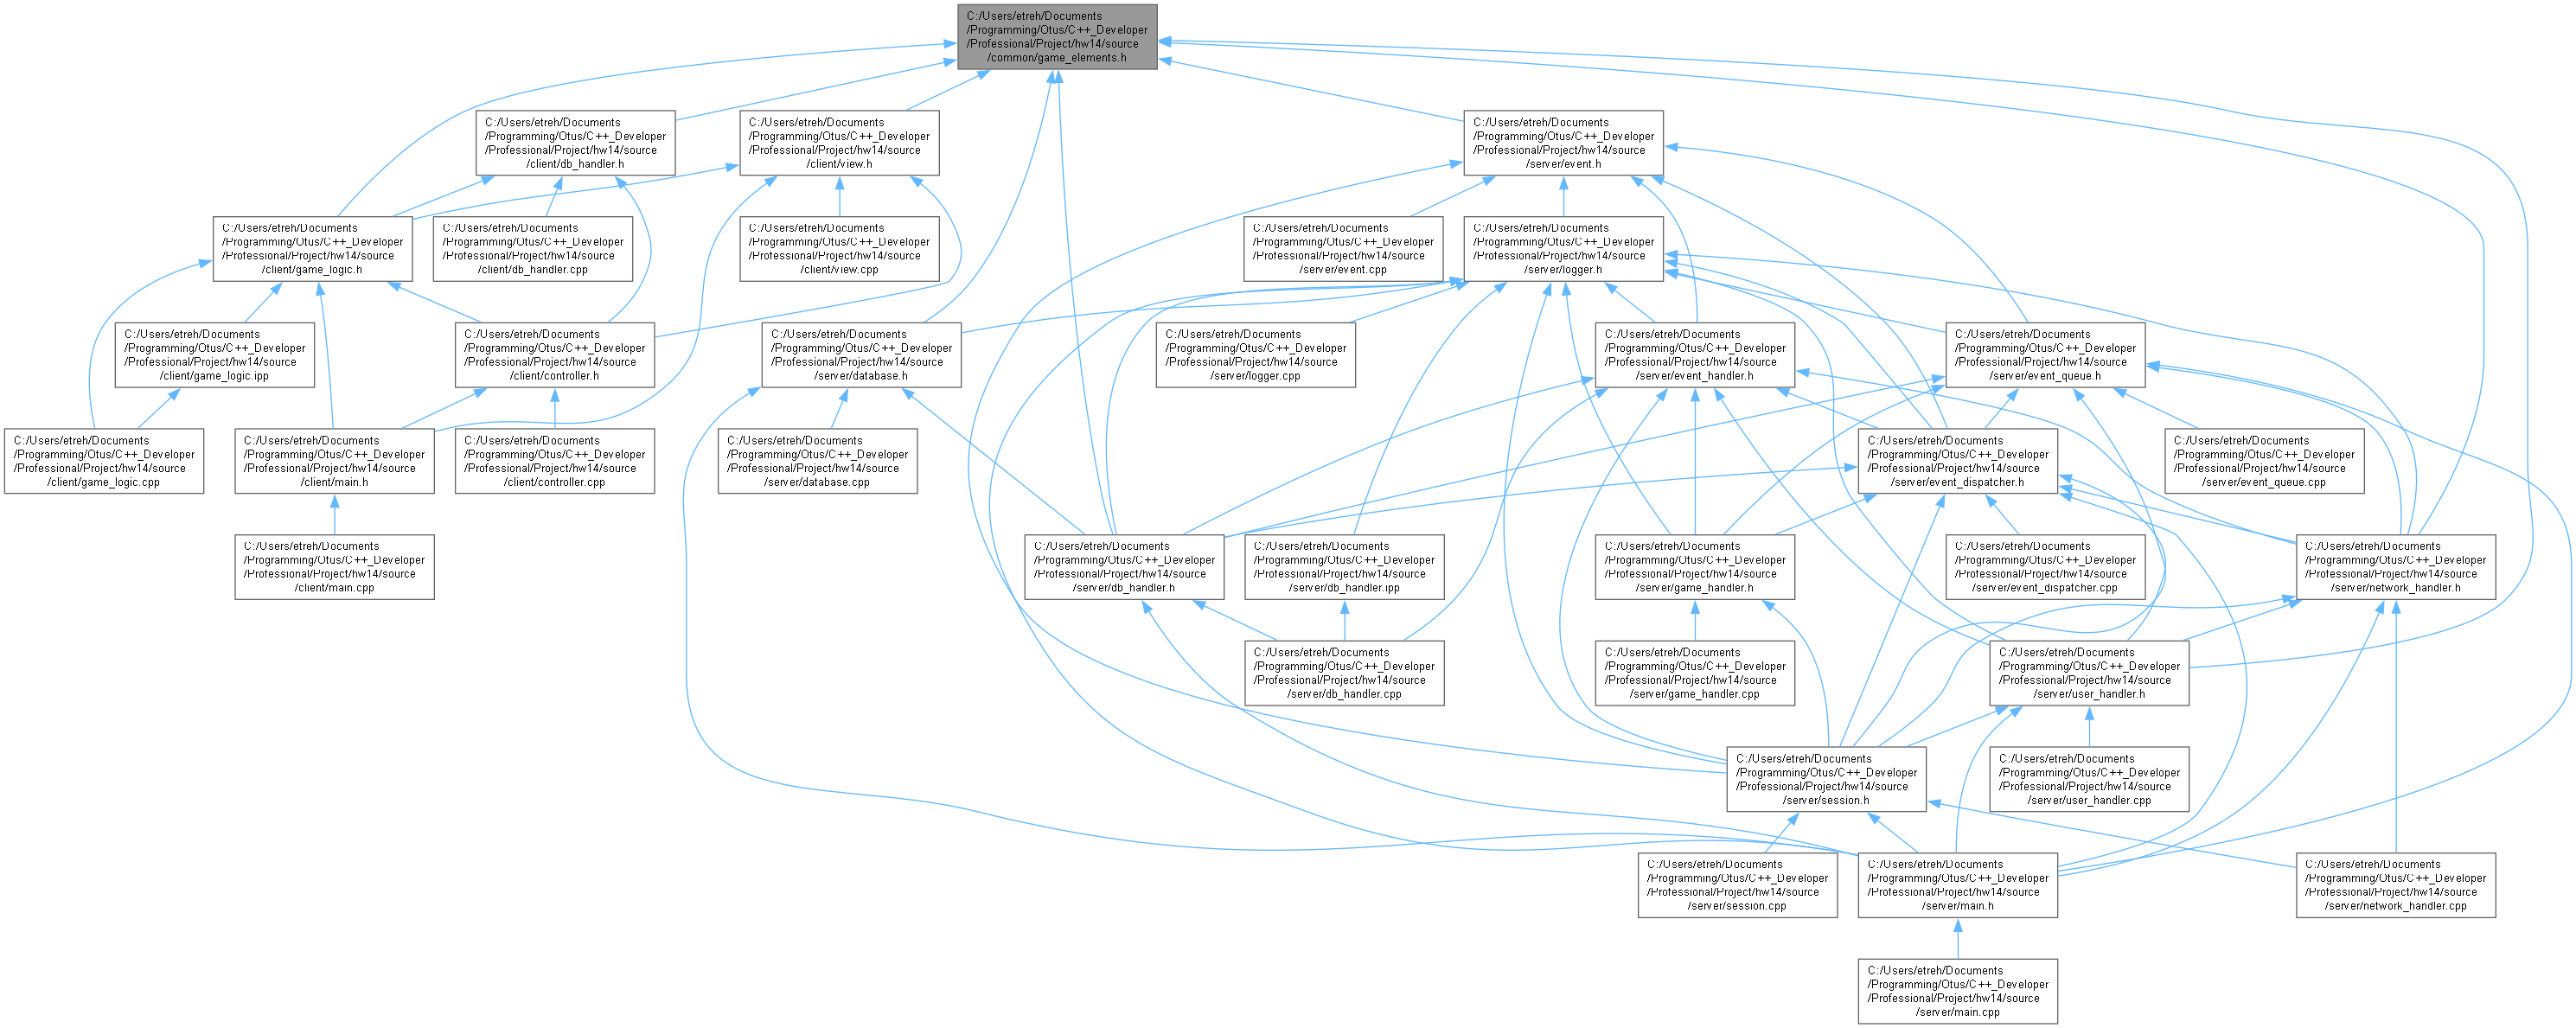 C:/Users/etreh/Documents
/Programming/Otus/C++_Developer
/Professional/Project/hw14/source
/common/game_elements.h
C:/Users/etreh/Documents
/Programming/Otus/C++_Developer
/Professional/Project/hw14/source
/client/db_handler.h
C:/Users/etreh/Documents
/Programming/Otus/C++_Developer
/Professional/Project/hw14/source
/client/view.h
C:/Users/etreh/Documents
/Programming/Otus/C++_Developer
/Professional/Project/hw14/source
/server/event.h
C:/Users/etreh/Documents
/Programming/Otus/C++_Developer
/Professional/Project/hw14/source
/client/game_logic.h
C:/Users/etreh/Documents
/Programming/Otus/C++_Developer
/Professional/Project/hw14/source
/client/db_handler.cpp
C:/Users/etreh/Documents
/Programming/Otus/C++_Developer
/Professional/Project/hw14/source
/client/view.cpp
C:/Users/etreh/Documents
/Programming/Otus/C++_Developer
/Professional/Project/hw14/source
/server/event.cpp
C:/Users/etreh/Documents
/Programming/Otus/C++_Developer
/Professional/Project/hw14/source
/server/logger.h
C:/Users/etreh/Documents
/Programming/Otus/C++_Developer
/Professional/Project/hw14/source
/client/game_logic.ipp
C:/Users/etreh/Documents
/Programming/Otus/C++_Developer
/Professional/Project/hw14/source
/client/controller.h
C:/Users/etreh/Documents
/Programming/Otus/C++_Developer
/Professional/Project/hw14/source
/server/database.h
C:/Users/etreh/Documents
/Programming/Otus/C++_Developer
/Professional/Project/hw14/source
/server/logger.cpp
C:/Users/etreh/Documents
/Programming/Otus/C++_Developer
/Professional/Project/hw14/source
/server/event_handler.h
C:/Users/etreh/Documents
/Programming/Otus/C++_Developer
/Professional/Project/hw14/source
/server/event_queue.h
C:/Users/etreh/Documents
/Programming/Otus/C++_Developer
/Professional/Project/hw14/source
/client/game_logic.cpp
C:/Users/etreh/Documents
/Programming/Otus/C++_Developer
/Professional/Project/hw14/source
/client/main.h
C:/Users/etreh/Documents
/Programming/Otus/C++_Developer
/Professional/Project/hw14/source
/client/controller.cpp
C:/Users/etreh/Documents
/Programming/Otus/C++_Developer
/Professional/Project/hw14/source
/server/database.cpp
C:/Users/etreh/Documents
/Programming/Otus/C++_Developer
/Professional/Project/hw14/source
/server/event_dispatcher.h
C:/Users/etreh/Documents
/Programming/Otus/C++_Developer
/Professional/Project/hw14/source
/server/event_queue.cpp
C:/Users/etreh/Documents
/Programming/Otus/C++_Developer
/Professional/Project/hw14/source
/client/main.cpp
C:/Users/etreh/Documents
/Programming/Otus/C++_Developer
/Professional/Project/hw14/source
/server/db_handler.h
C:/Users/etreh/Documents
/Programming/Otus/C++_Developer
/Professional/Project/hw14/source
/server/db_handler.ipp
C:/Users/etreh/Documents
/Programming/Otus/C++_Developer
/Professional/Project/hw14/source
/server/game_handler.h
C:/Users/etreh/Documents
/Programming/Otus/C++_Developer
/Professional/Project/hw14/source
/server/event_dispatcher.cpp
C:/Users/etreh/Documents
/Programming/Otus/C++_Developer
/Professional/Project/hw14/source
/server/network_handler.h
C:/Users/etreh/Documents
/Programming/Otus/C++_Developer
/Professional/Project/hw14/source
/server/db_handler.cpp
C:/Users/etreh/Documents
/Programming/Otus/C++_Developer
/Professional/Project/hw14/source
/server/game_handler.cpp
C:/Users/etreh/Documents
/Programming/Otus/C++_Developer
/Professional/Project/hw14/source
/server/user_handler.h
C:/Users/etreh/Documents
/Programming/Otus/C++_Developer
/Professional/Project/hw14/source
/server/session.h
C:/Users/etreh/Documents
/Programming/Otus/C++_Developer
/Professional/Project/hw14/source
/server/user_handler.cpp
C:/Users/etreh/Documents
/Programming/Otus/C++_Developer
/Professional/Project/hw14/source
/server/session.cpp
C:/Users/etreh/Documents
/Programming/Otus/C++_Developer
/Professional/Project/hw14/source
/server/main.h
C:/Users/etreh/Documents
/Programming/Otus/C++_Developer
/Professional/Project/hw14/source
/server/network_handler.cpp
C:/Users/etreh/Documents
/Programming/Otus/C++_Developer
/Professional/Project/hw14/source
/server/main.cpp